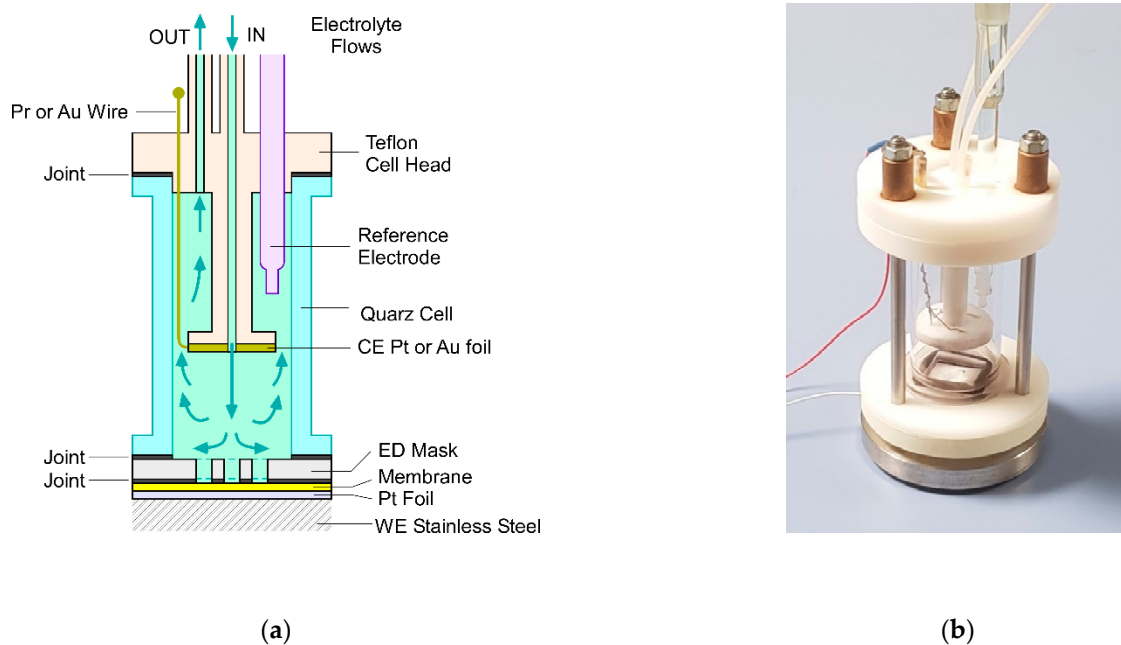 OUT
IN
Electrolyte
Flows
Pr or Au Wire
Teflon
Cell Head
Joint
Reference
Electrode
Quarz Cell
CE Pt or Au foil
Joint
ED Mask
Joint
Membrane
Pt Foil
WE Stainless Steel
(a)
(b)